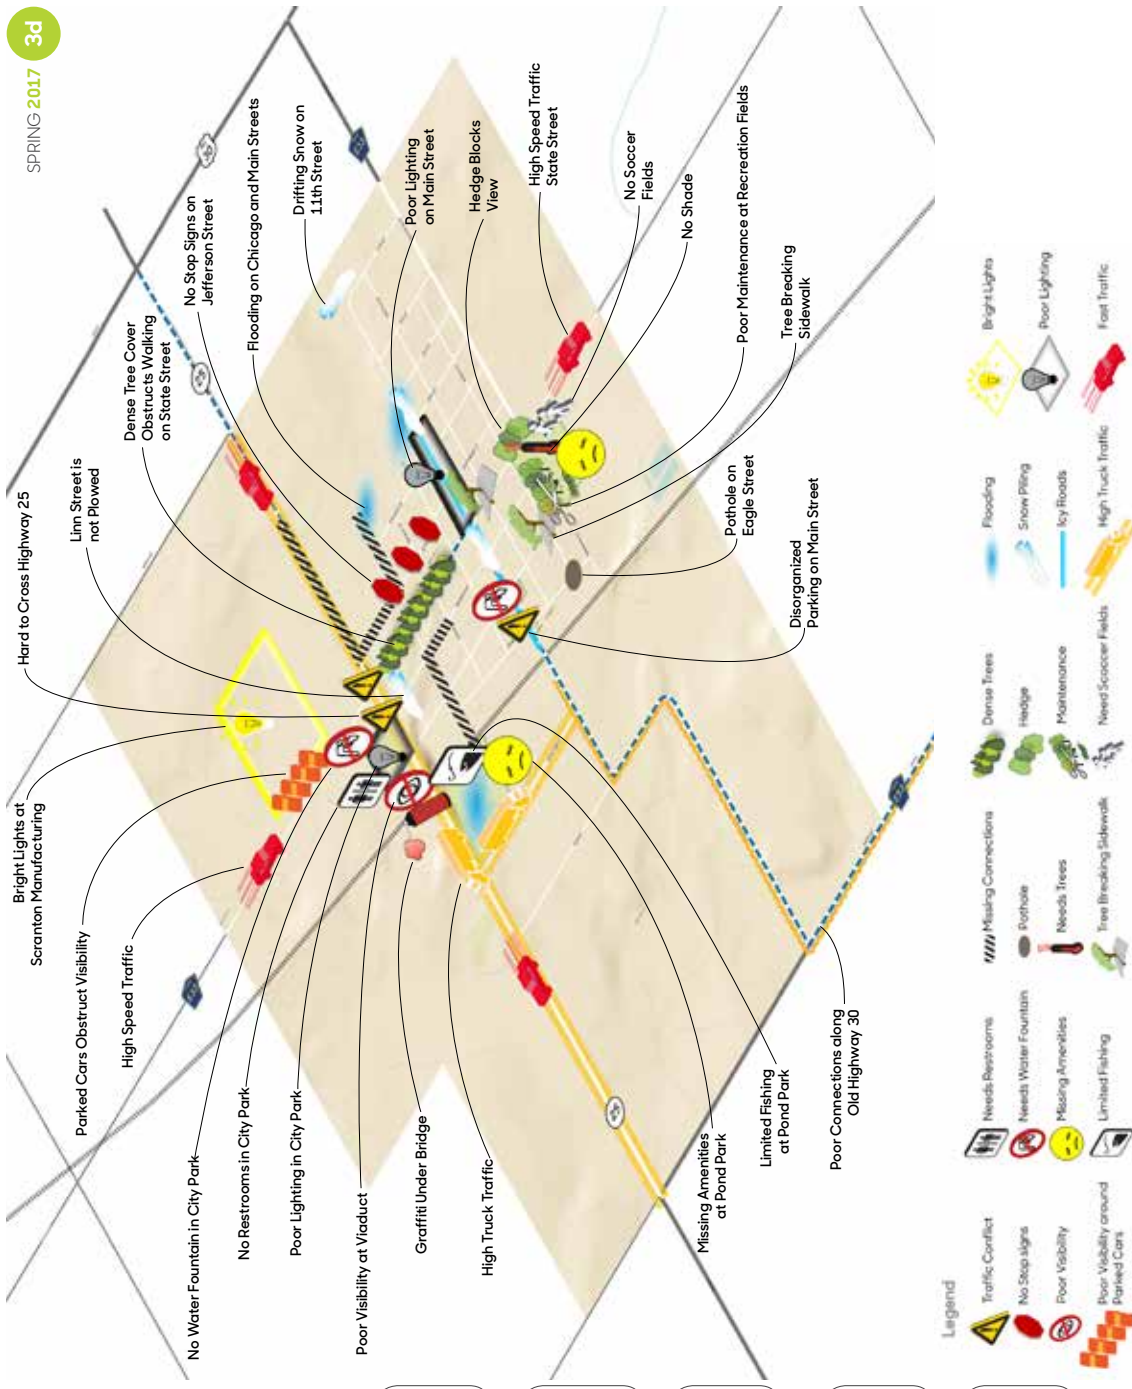 SPRING 2017 3d
Hard to Cross Highway 25
Linn Street is
not Plowed
Dense Tree Cover
Obstructs Walking
on State Street
No Stop Signs on
Jefferson Street
Flooding on Chicago and Main Streets
Drifting Snow on
11th Street
Poor Lighting
on Main Street
Hedge Blocks
View
High Speed Traffic
State Street
No Soccer
Fields
No Shade
Poor Maintenance at Recreation Fields
Tree Breaking
Sidewalk
Pothole on
Eagle Street
Disorganized
Parking on Main Street
Bright Lights at
Scranton Manufacturing
Parked Cars Obstruct Visibility
High Speed Traffic
No Water Fountain in City Park
No Restrooms in City Park
Poor Lighting in City Park
Poor Visibility at Viaduct
Graffiti Under Bridge
High Truck Traffic
Missing Amenities
at Pond Park
Limited Fishing
at Pond Park
Poor Connections along
Old Highway 30
25
Legend
Traffic Conflict
No Stop signs
Poor Visibility
Poor Visibility around
Parked Cars
Needs Restrooms
Needs Water Fountain
Missing Amenities
Limited Fishing
Missing Connections
Pothole
Needs Trees
Tree Breaking Sidewalk
Dense Trees
Hedge
Maintenance
Need Scoccer Fields
Flooding
Snow Piling
Icy Roads
High Truck Traffic
Bright Lights
Poor Lighting
Fast Traffic